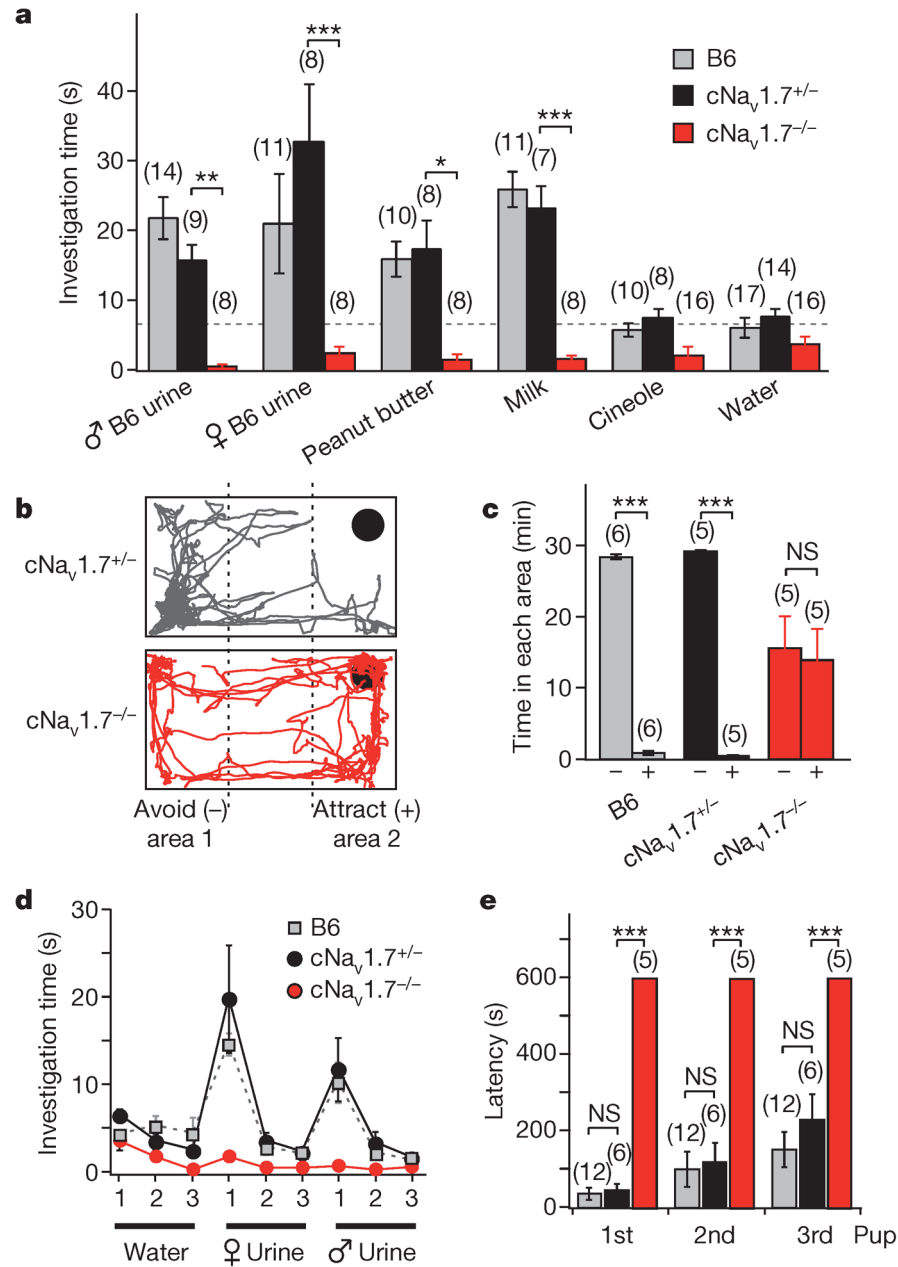 a
Investigation time (s)
40
30
20
10
0
B6
cNav1.7+/−
cNav1.7−/−
(14)
(9)
**
(8)
(11)
(8)
***
(8)
(10)
(8)
*
(8)
(11)
(7)
***
(8)
(10)
(8)
(16)
(17)
(14)
(16)
♂ B6 urine
♀ B6 urine
Peanut butter
Milk
Cineole
Water
b
cNav1.7+/−
cNav1.7−/−
Avoid (−)
area 1
Attract (+)
area 2
c
Time in each area (min)
30
20
10
0
***
(6)
(6)
***
(5)
(5)
NS
(5)
(5)
− + − + − +
B6
cNav1.7+/−
cNav1.7−/−
d
Investigation time (s)
30
20
10
0
B6
cNav1.7+/−
cNav1.7−/−
1 2 3 1 2 3 1 2 3
Water
♀ Urine
♂ Urine
e
Latency (s)
600
400
200
0
***
(5)
NS
(12)
(6)
***
(5)
NS
(12)
(6)
***
(5)
NS
(12)
(6)
1st 2nd 3rd Pup